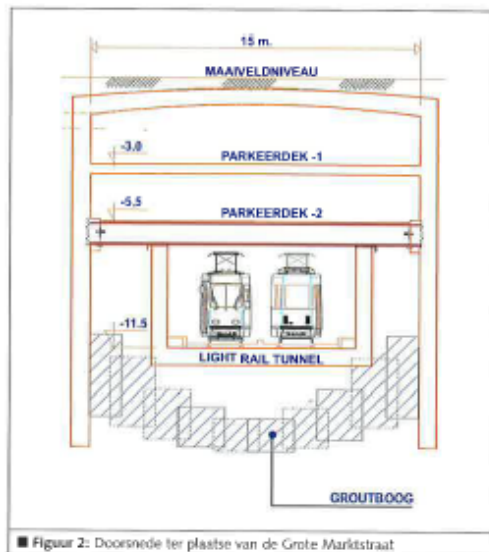 15 m.
MAAIVELDNIVEAU
-3,0
PARKEERDEK -1
-5,5
PARKEERDEK -2
-11.5
LIGHT RAIL TUNNEL
GROUTBOOG
■ Figuur 2: Doorsnede ter plaatse van de Grote Marktstraat